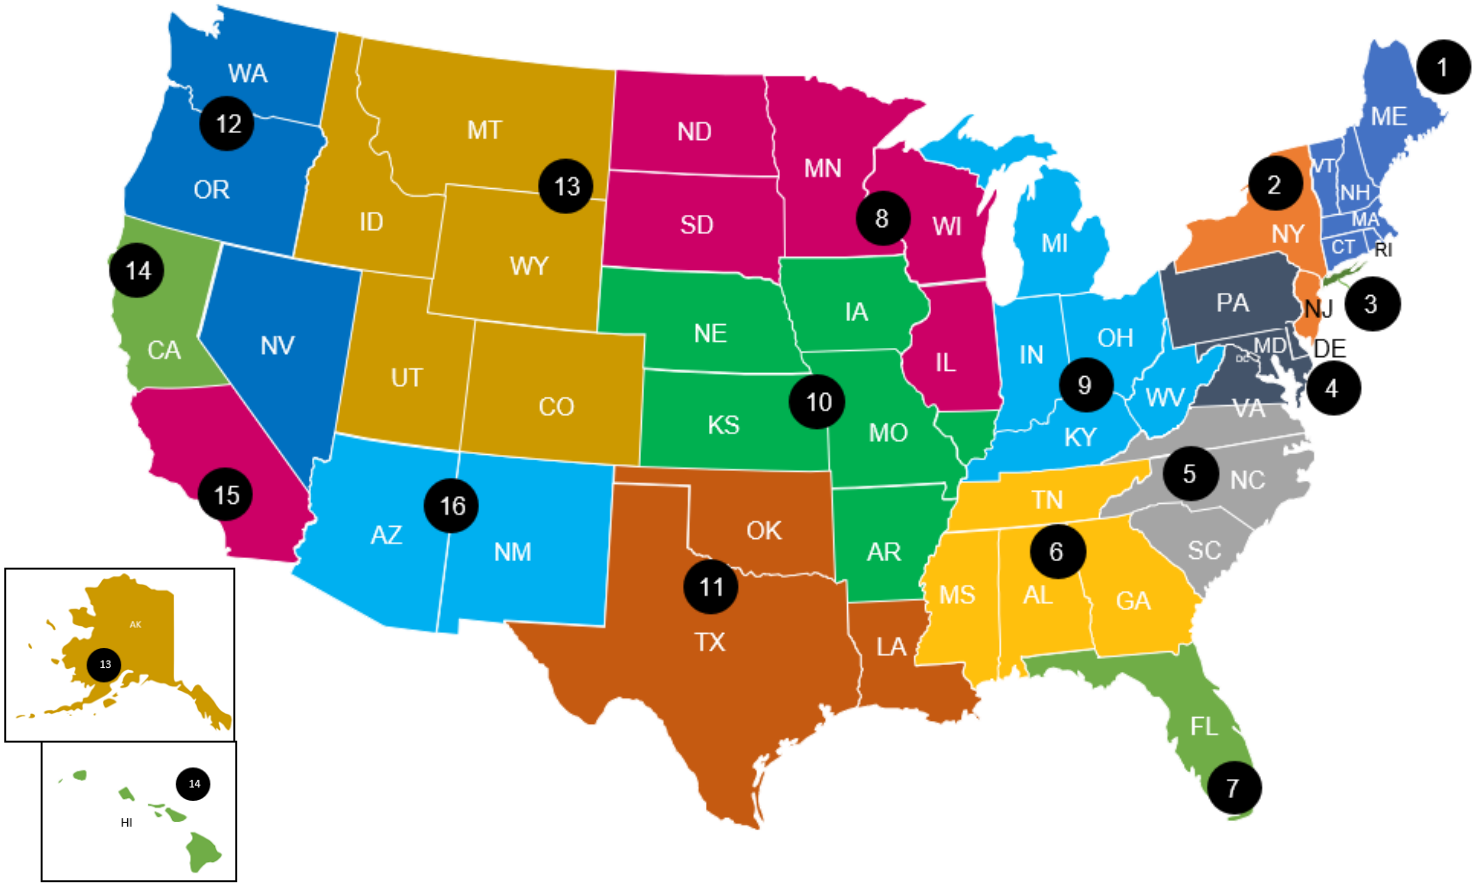 1
WA
ME
12
MT
ND
MN
VT
NH
2
13
OR
ID
SD
8
WI
MA
NY
MI
CT
RI
14
WY
PA
3
NJ
IA
NE
OH
DE
MD
DC
NV
CA
IN
IL
UT
9
4
WV
VA
CO
10
KS
MO
KY
5
NC
15
TN
16
AZ
NM
OK
AR
6
SC
11
MS
AL
GA
TX
LA
AK
13
FL
14
7
HI